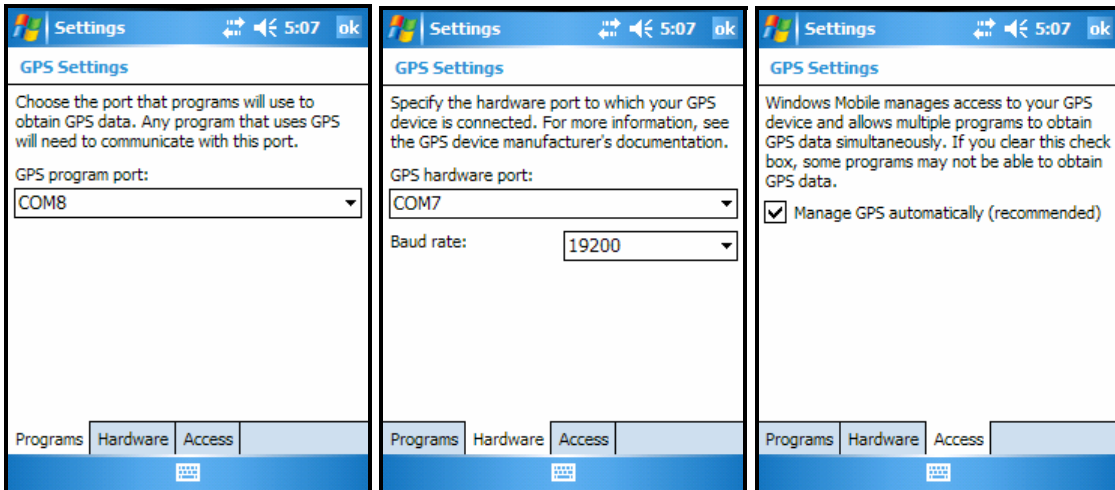 Settings 5:07 ok
GPS Settings
Choose the port that programs will use to
obtain GPS data. Any program that uses GPS
will need to communicate with this port.
GPS program port:
COM8
Programs Hardware Access
Settings 5:07 ok
GPS Settings
Specify the hardware port to which your GPS
device is connected. For more information, see
the GPS device manufacturer's documentation.
GPS hardware port:
COM7
Baud rate: 19200
Programs Hardware Access
Settings 5:07 ok
GPS Settings
Windows Mobile manages access to your GPS
device and allows multiple programs to obtain
GPS data simultaneously. If you clear this check
box, some programs may not be able to obtain
GPS data.
Manage GPS automatically (recommended)
Programs Hardware Access